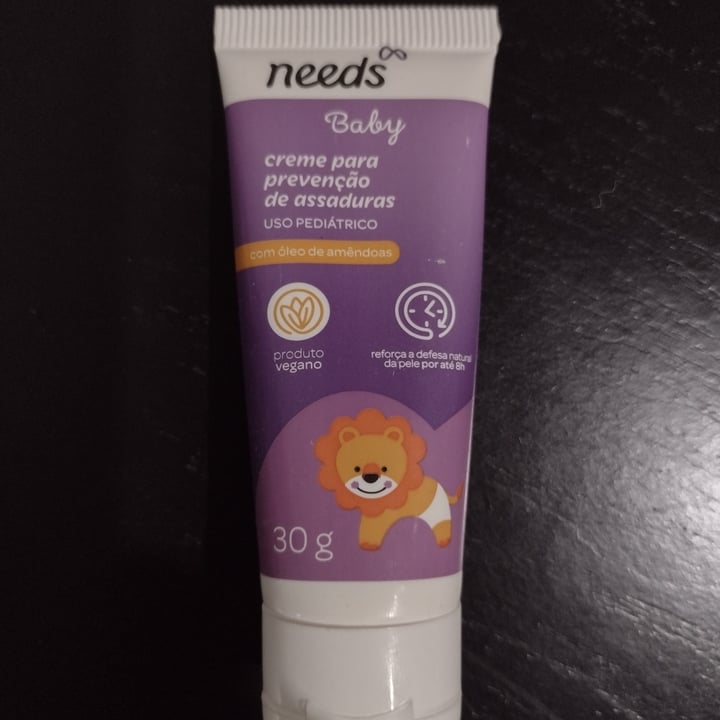 needs
Baby
creme para
prevenção
de assaduras
USO PEDIÁTRICO
com óleo de amêndoas
produto
vegano
reforça a defesa natural
da pele por até 8h
30 g